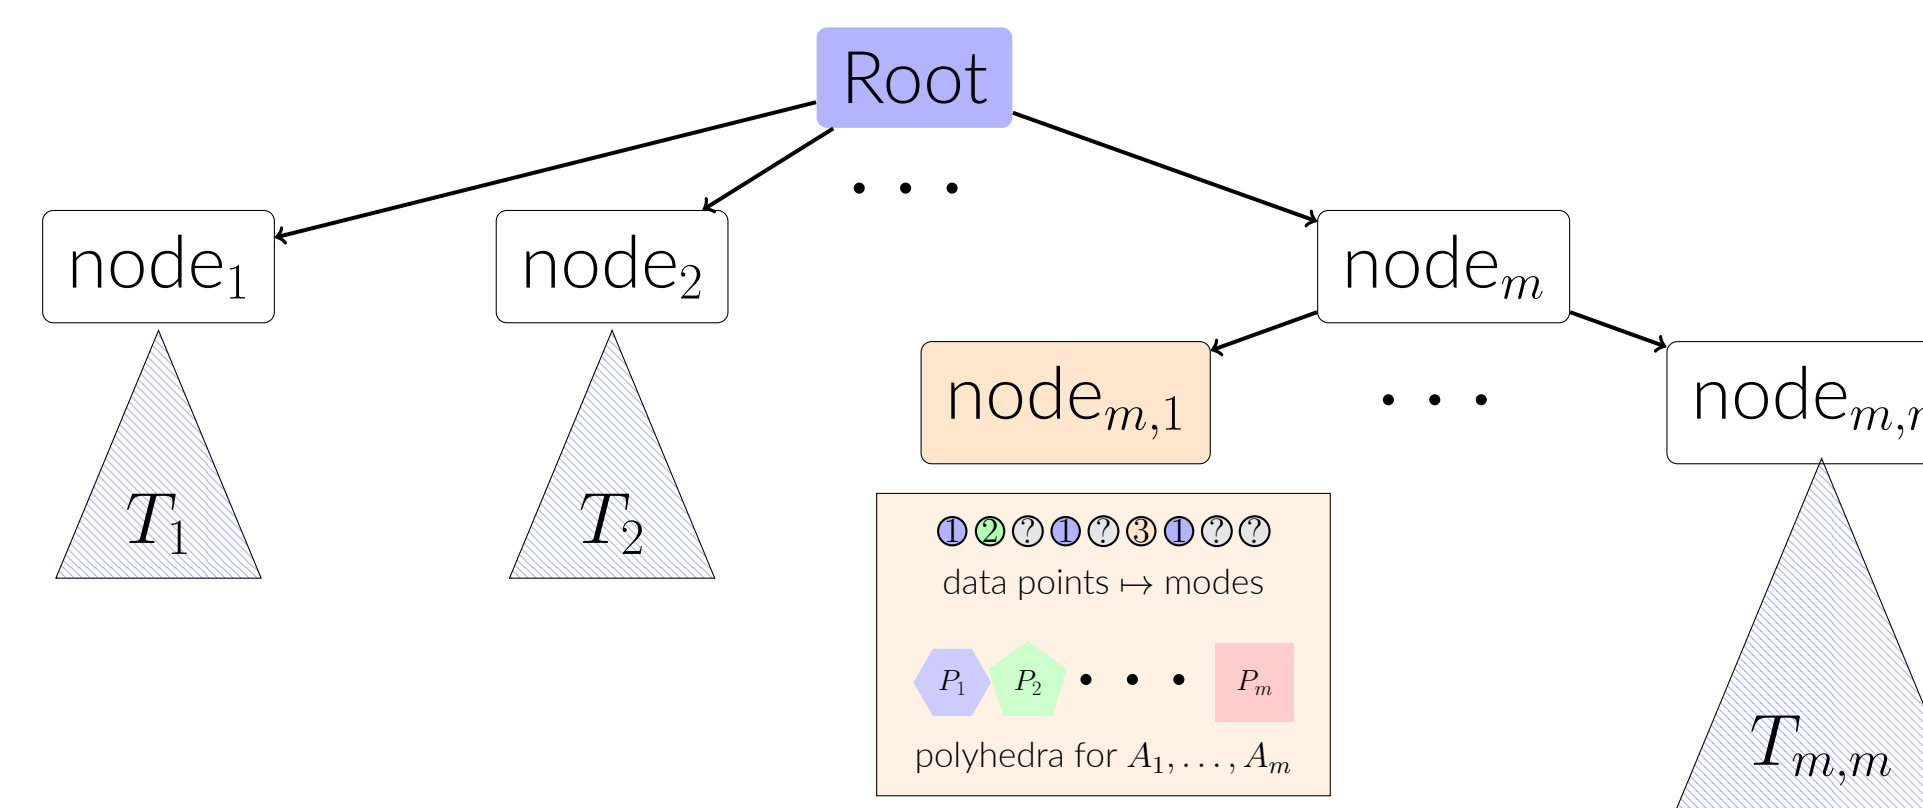 Root
node₁
node₂
. . .
nodeₘ
nodeₘ,₁
. . .
nodeₘ,
T₁
T₂
1 2 ? 1 ? 3 1 ? ?
data points ↦ modes
P₁ P₂ . . . Pₘ
polyhedra for A₁, . . . , Aₘ
Tₘ,ₘ